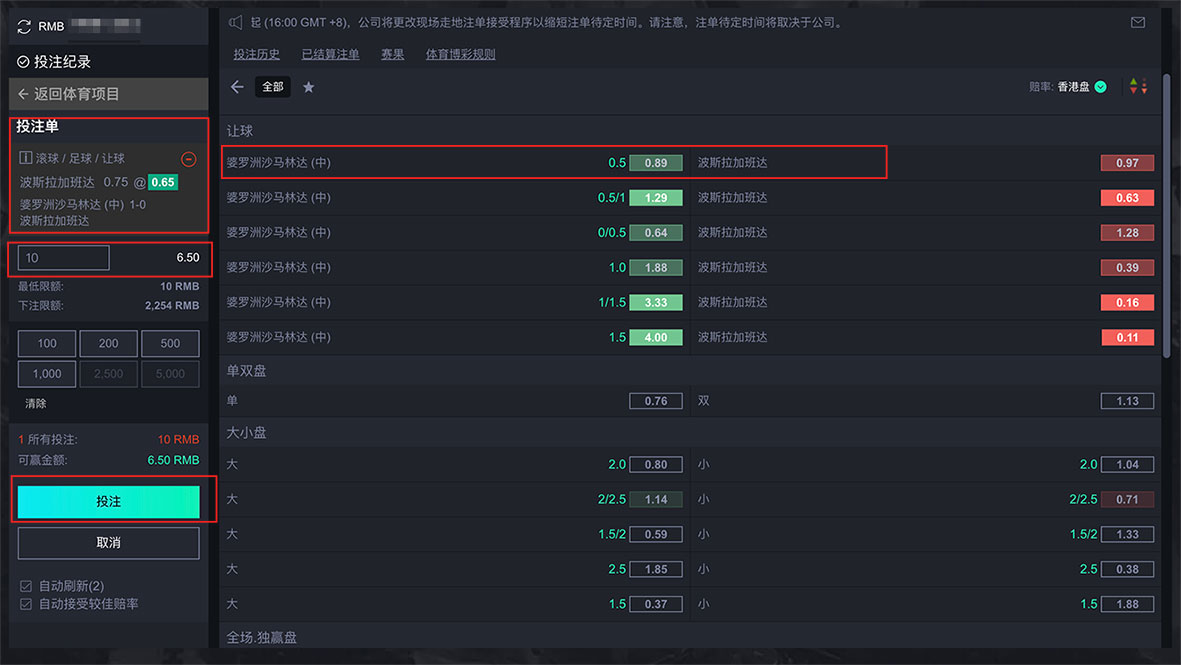 RMB
投注纪录
返回体育项目
投注单
滚球 / 足球 / 让球
波斯拉加班达 0.75 @ 0.65
婆罗洲沙马林达 (中) 1-0
波斯拉加班达
10 6.50
最低限额: 10 RMB
下注限额: 2,254 RMB
100 200 500
1,000 2,500 5,000
清除
1 所有投注: 10 RMB
可赢金额: 6.50 RMB
投注
取消
自动刷新(2)
自动接受较佳赔率
起 (16:00 GMT +8)，公司将更改现场走地注单接受程序以缩短注单待定时间。请注意，注单待定时间将取决于公司。
投注历史 已结算注单 赛果 体育博彩规则
全部 赔率: 香港盘
让球
婆罗洲沙马林达 (中) 0.5 0.89 波斯拉加班达 0.97
婆罗洲沙马林达 (中) 0.5/1 1.29 波斯拉加班达 0.63
婆罗洲沙马林达 (中) 0/0.5 0.64 波斯拉加班达 1.28
婆罗洲沙马林达 (中) 1.0 1.88 波斯拉加班达 0.39
婆罗洲沙马林达 (中) 1/1.5 3.33 波斯拉加班达 0.16
婆罗洲沙马林达 (中) 1.5 4.00 波斯拉加班达 0.11
单双盘
单 0.76 双 1.13
大小盘
大 2.0 0.80 小 2.0 1.04
大 2/2.5 1.14 小 2/2.5 0.71
大 1.5/2 0.59 小 1.5/2 1.33
大 2.5 1.85 小 2.5 0.38
大 1.5 0.37 小 1.5 1.88
全场.独赢盘